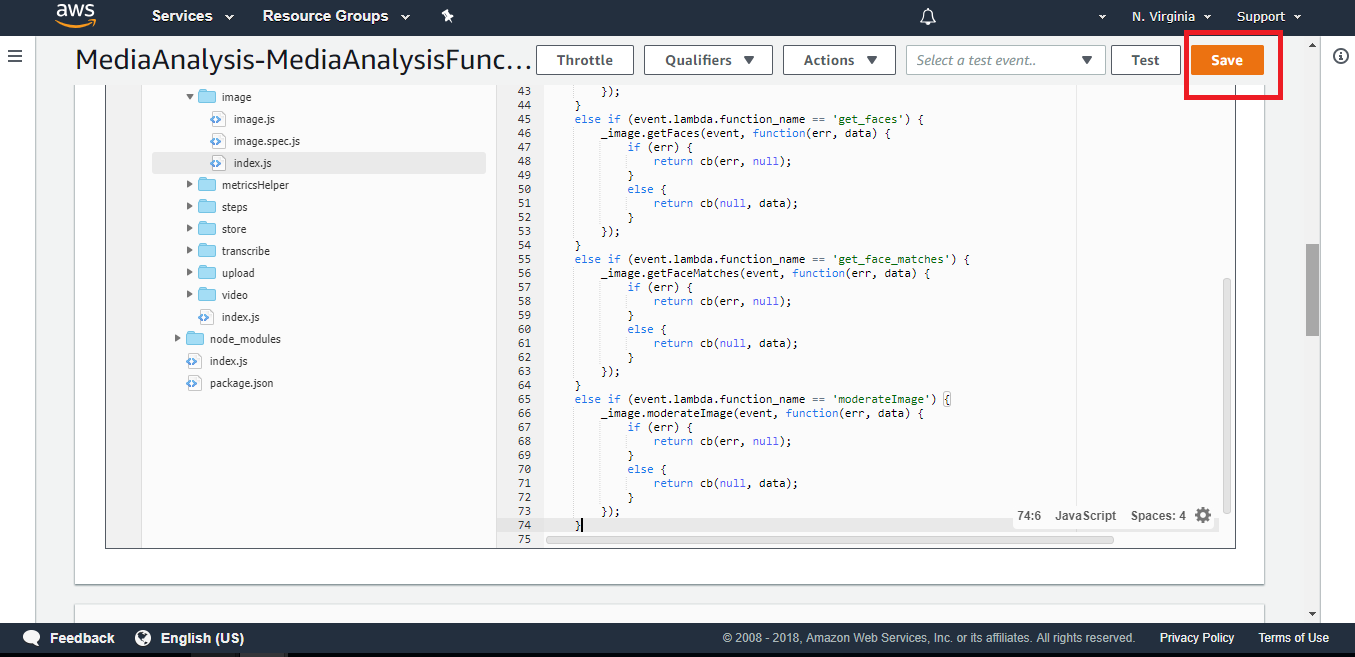 aws Services Resource Groups N. Virginia Support
MediaAnalysis-MediaAnalysisFunc... Throttle Qualifiers Actions Select a test event.. Test Save
image
image.js
image.spec.js
index.js
metricsHelper
steps
store
transcribe
upload
video
index.js
node_modules
index.js
package.json
43 });
44 }
45 else if (event.lambda.function_name == 'get_faces') {
46 _image.getFaces(event, function(err, data) {
47 if (err) {
48 return cb(err, null);
49 }
50 else {
51 return cb(null, data);
52 }
53 });
54 }
55 else if (event.lambda.function_name == 'get_face_matches') {
56 _image.getFaceMatches(event, function(err, data) {
57 if (err) {
58 return cb(err, null);
59 }
60 else {
61 return cb(null, data);
62 }
63 });
64 }
65 else if (event.lambda.function_name == 'moderateImage') {
66 _image.moderateImage(event, function(err, data) {
67 if (err) {
68 return cb(err, null);
69 }
70 else {
71 return cb(null, data);
72 }
73 });
74 }
75
74:6 JavaScript Spaces: 4
Feedback English (US) © 2008 - 2018, Amazon Web Services, Inc. or its affiliates. All rights reserved. Privacy Policy Terms of Use